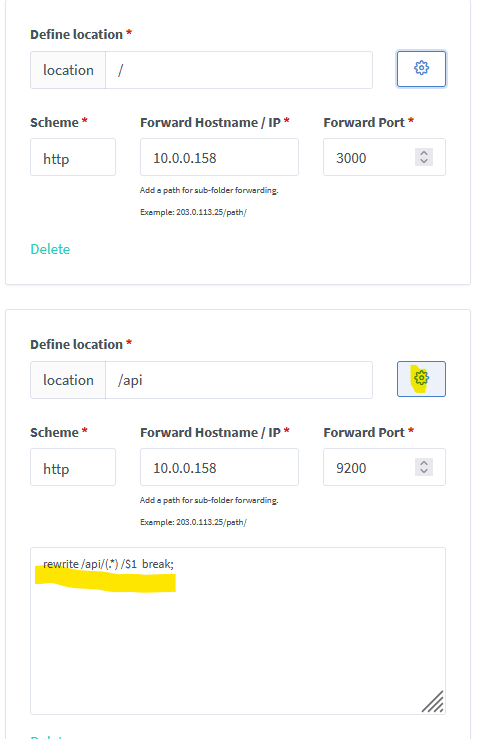 Define location *
location /
Scheme * Forward Hostname / IP * Forward Port *
http 10.0.0.158 3000
Add a path for sub-folder forwarding.
Example: 203.0.113.25/path/
Delete
Define location *
location /api
Scheme * Forward Hostname / IP * Forward Port *
http 10.0.0.158 9200
Add a path for sub-folder forwarding.
Example: 203.0.113.25/path/
rewrite /api/(.*) /$1 break;